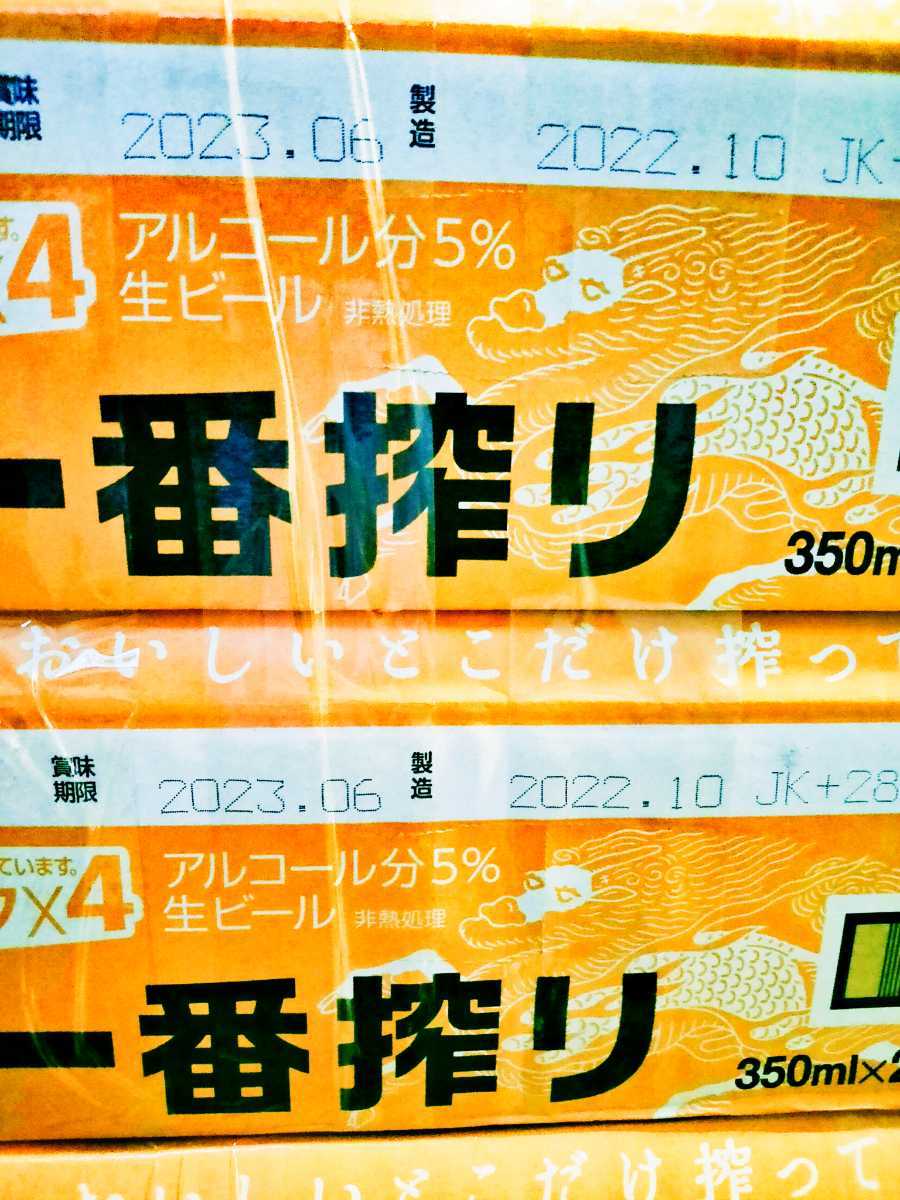 賞味
期限
2023.06
製造
2022.10 JK+
す。
4
アルコール分5%
生ビール 非熱処理
一番搾り
350m
おいしいとこだけ搾って
賞味
期限
2023.06
製造
2022.10 JK+28
ています。
×4
アルコール分5%
生ビール 非熱処理
一番搾り
350ml×2
おいしいとこだけ搾って